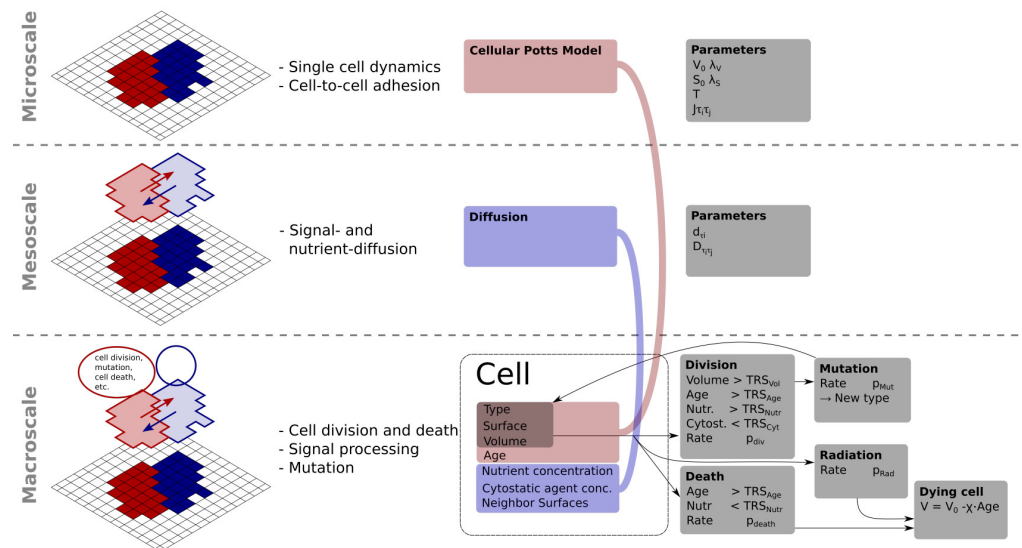 Microscale
- Single cell dynamics
- Cell-to-cell adhesion
Cellular Potts Model
Parameters
V₀ λᵥ
S₀ λₛ
T
Jτᵢτⱼ
Mesoscale
- Signal- and
nutrient-diffusion
Diffusion
Parameters
d_τi
D_τᵢτⱼ
Macroscale
cell division,
mutation,
cell death,
etc.
- Cell division and death
- Signal processing
- Mutation
Cell
Type
Surface
Volume
Age
Nutrient concentration
Cytostatic agent conc.
Neighbor Surfaces
Division
Volume > TRS_Vol
Age > TRS_Age
Nutr. > TRS_Nutr
Cytost. < TRS_Cyt
Rate p_div
Mutation
Rate p_Mut
→ New type
Radiation
Rate p_Rad
Death
Age > TRS_Age
Nutr < TRS_Nutr
Rate p_death
Dying cell
V = V₀ -χ·Age